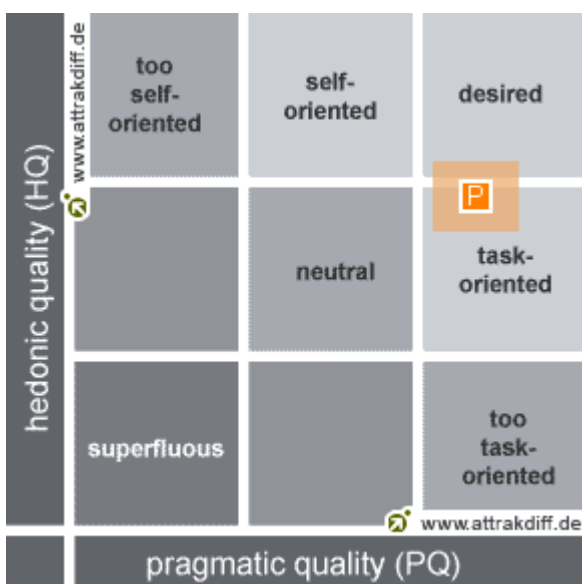 hedonic quality (HQ)
www.attrakdiff.de
too
self-
oriented
self-
oriented
desired
P
neutral
task-
oriented
superfluous
too
task-
oriented
www.attrakdiff.de
pragmatic quality (PQ)